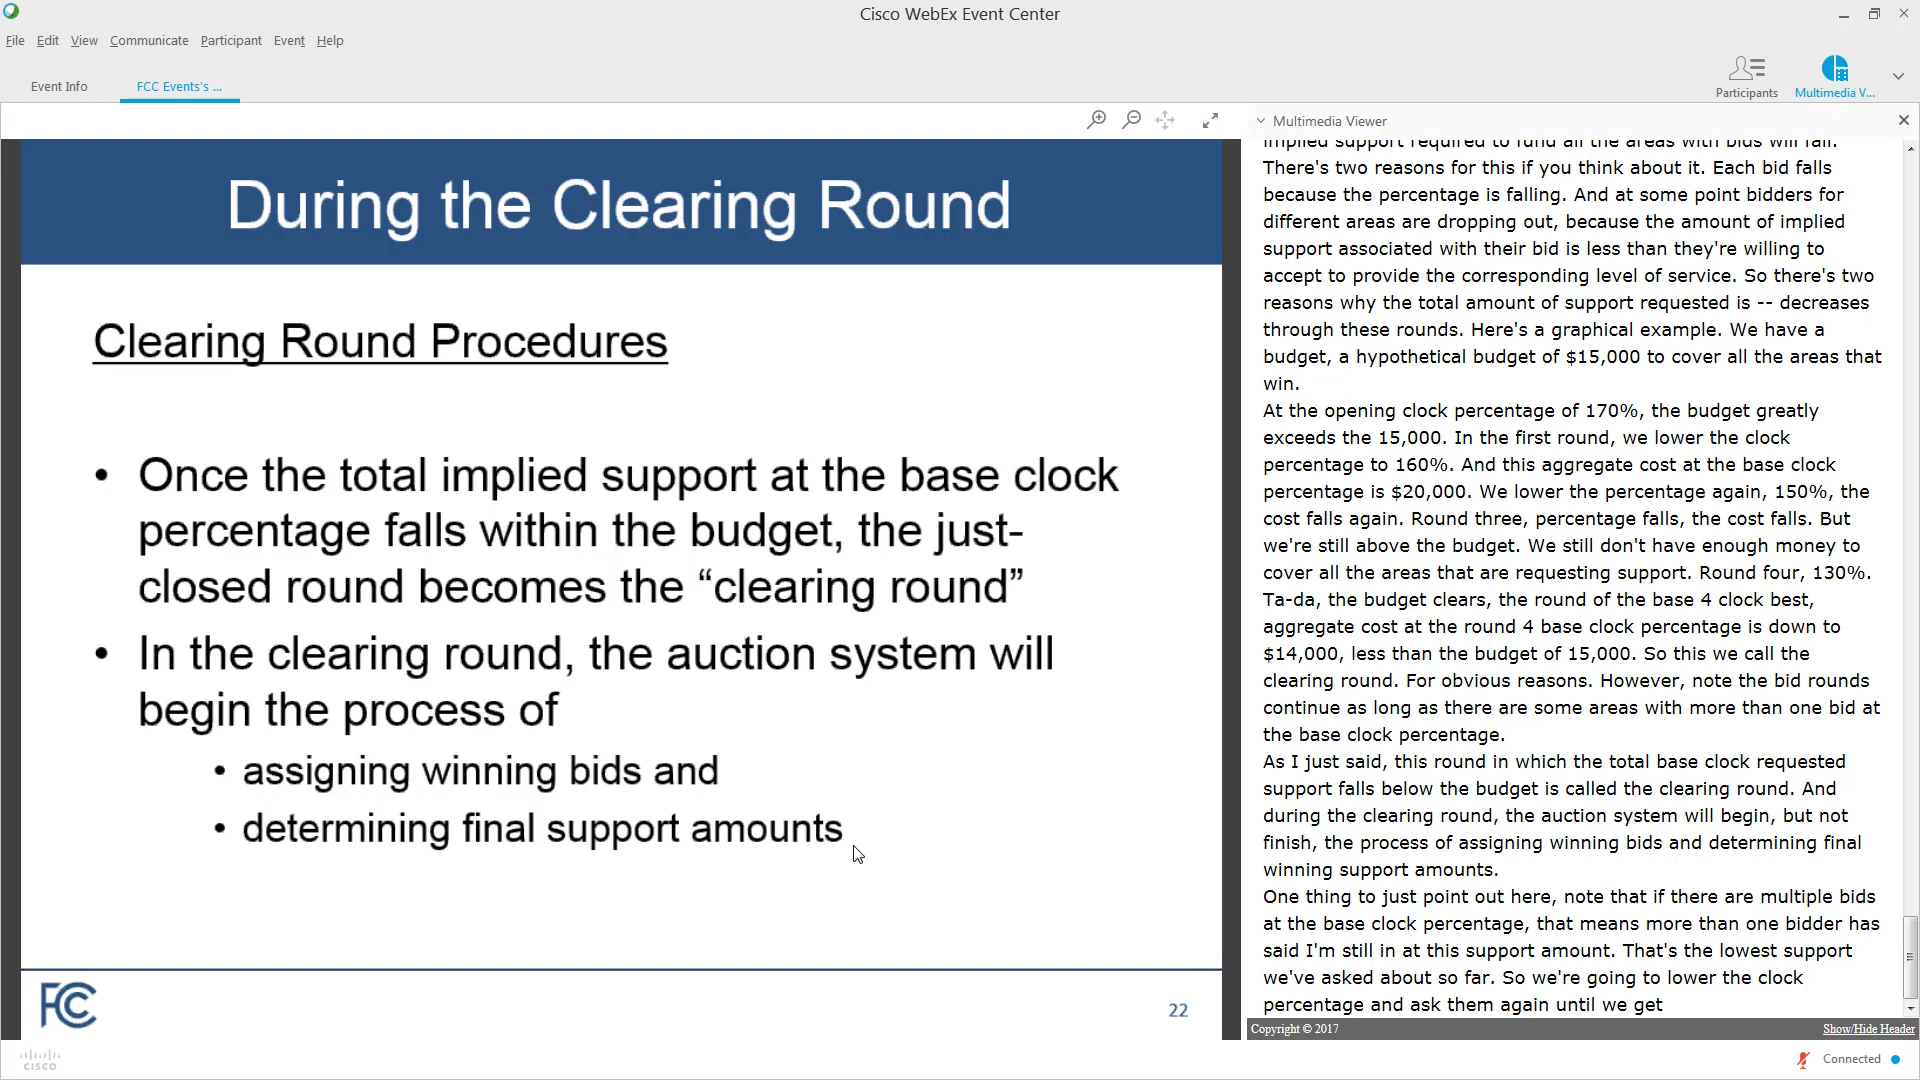 Cisco WebEx Event Center
File Edit View Communicate Participant Event Help
Event Info FCC Events's ...
Participants Multimedia V...
Multimedia Viewer
During the Clearing Round
Clearing Round Procedures
• Once the total implied support at the base clock
percentage falls within the budget, the just-
closed round becomes the “clearing round”
• In the clearing round, the auction system will
begin the process of
• assigning winning bids and
• determining final support amounts
FCC
22
implied support required to fund all the areas with bids will fall.
There's two reasons for this if you think about it. Each bid falls
because the percentage is falling. And at some point bidders for
different areas are dropping out, because the amount of implied
support associated with their bid is less than they're willing to
accept to provide the corresponding level of service. So there's two
reasons why the total amount of support requested is -- decreases
through these rounds. Here's a graphical example. We have a
budget, a hypothetical budget of $15,000 to cover all the areas that
win.
At the opening clock percentage of 170%, the budget greatly
exceeds the 15,000. In the first round, we lower the clock
percentage to 160%. And this aggregate cost at the base clock
percentage is $20,000. We lower the percentage again, 150%, the
cost falls again. Round three, percentage falls, the cost falls. But
we're still above the budget. We still don't have enough money to
cover all the areas that are requesting support. Round four, 130%.
Ta-da, the budget clears, the round of the base 4 clock best,
aggregate cost at the round 4 base clock percentage is down to
$14,000, less than the budget of 15,000. So this we call the
clearing round. For obvious reasons. However, note the bid rounds
continue as long as there are some areas with more than one bid at
the base clock percentage.
As I just said, this round in which the total base clock requested
support falls below the budget is called the clearing round. And
during the clearing round, the auction system will begin, but not
finish, the process of assigning winning bids and determining final
winning support amounts.
One thing to just point out here, note that if there are multiple bids
at the base clock percentage, that means more than one bidder has
said I'm still in at this support amount. That's the lowest support
we've asked about so far. So we're going to lower the clock
percentage and ask them again until we get
Copyright © 2017 Show/Hide Header
cisco
Connected